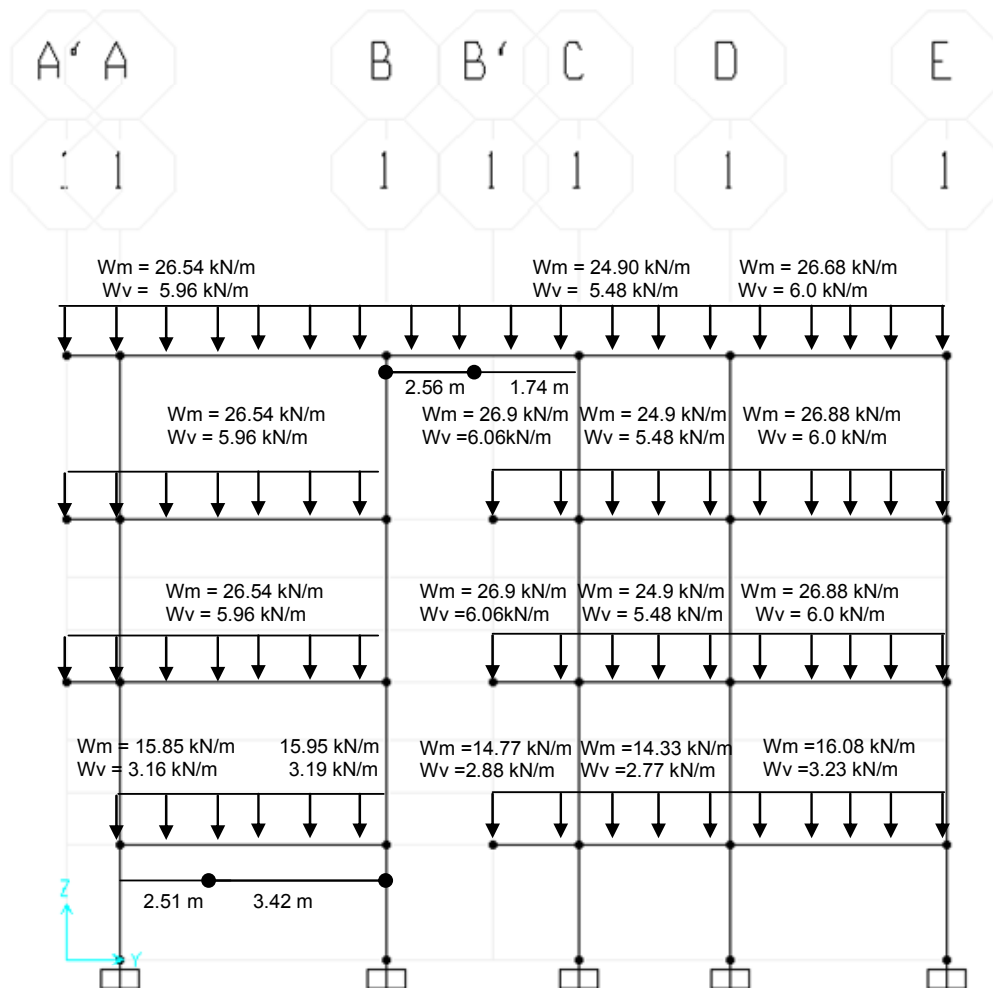 A‘ A B B‘ C D E
1 1 1 1 1 1
Wm = 26.54 kN/m Wm = 24.90 kN/m Wm = 26.68 kN/m
Wv = 5.96 kN/m Wv = 5.48 kN/m Wv = 6.0 kN/m
2.56 m 1.74 m
Wm = 26.54 kN/m Wm = 26.9 kN/m Wm = 24.9 kN/m Wm = 26.88 kN/m
Wv = 5.96 kN/m Wv =6.06kN/m Wv = 5.48 kN/m Wv = 6.0 kN/m
Wm = 26.54 kN/m Wm = 26.9 kN/m Wm = 24.9 kN/m Wm = 26.88 kN/m
Wv = 5.96 kN/m Wv =6.06kN/m Wv = 5.48 kN/m Wv = 6.0 kN/m
Wm = 15.85 kN/m 15.95 kN/m Wm =14.77 kN/m Wm =14.33 kN/m Wm =16.08 kN/m
Wv = 3.16 kN/m 3.19 kN/m Wv =2.88 kN/m Wv =2.77 kN/m Wv =3.23 kN/m
2.51 m 3.42 m
Z
Y